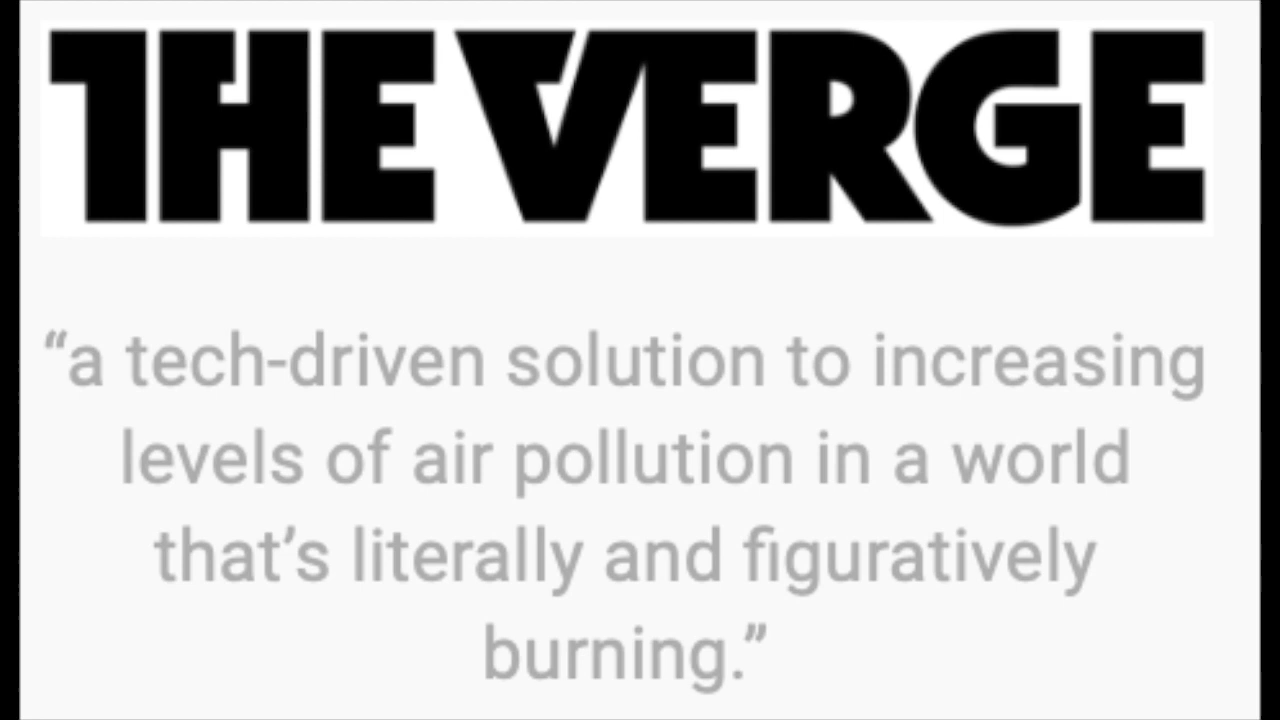 THE VERGE
“a tech-driven solution to increasing
levels of air pollution in a world
that’s literally and figuratively
burning.”